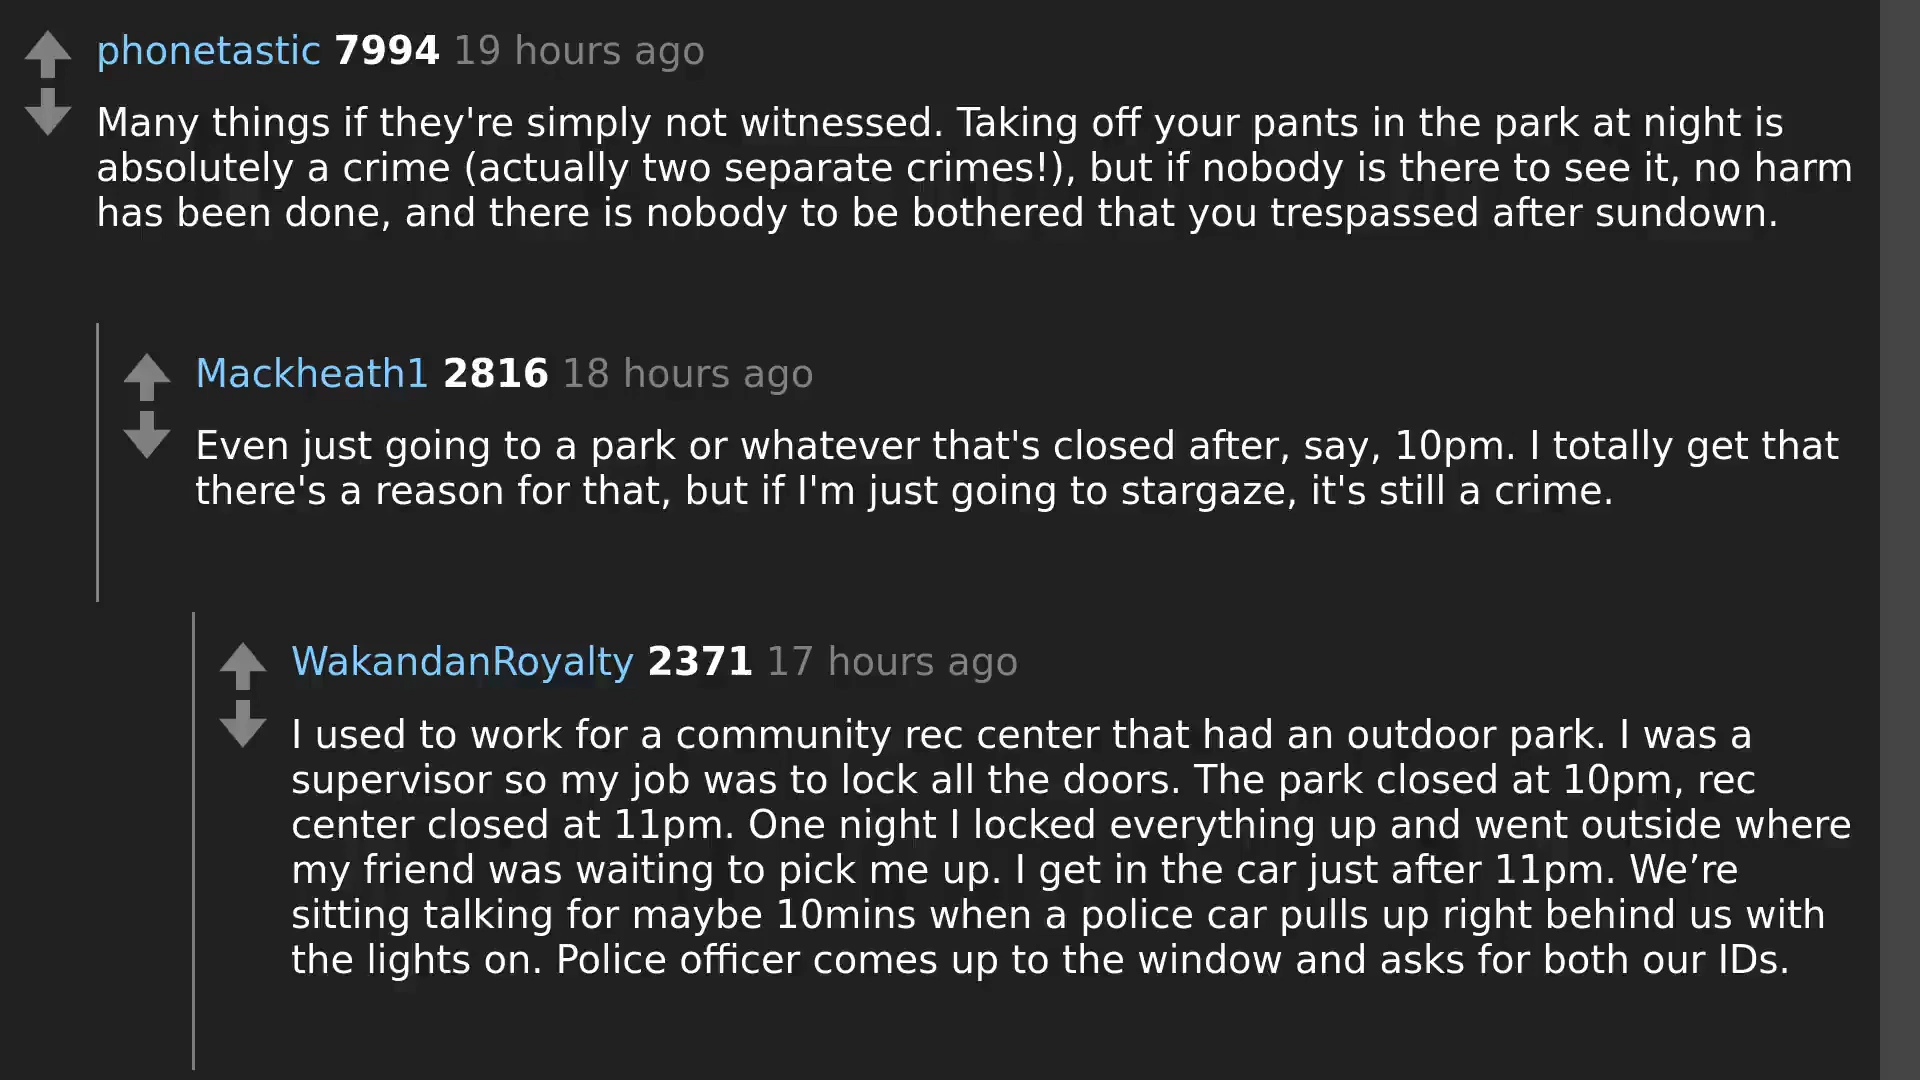 phonetastic 7994 19 hours ago
Many things if they're simply not witnessed. Taking off your pants in the park at night is
absolutely a crime (actually two separate crimes!), but if nobody is there to see it, no harm
has been done, and there is nobody to be bothered that you trespassed after sundown.
Mackheath1 2816 18 hours ago
Even just going to a park or whatever that's closed after, say, 10pm. I totally get that
there's a reason for that, but if I'm just going to stargaze, it's still a crime.
WakandanRoyalty 2371 17 hours ago
I used to work for a community rec center that had an outdoor park. I was a
supervisor so my job was to lock all the doors. The park closed at 10pm, rec
center closed at 11pm. One night I locked everything up and went outside where
my friend was waiting to pick me up. I get in the car just after 11pm. We’re
sitting talking for maybe 10mins when a police car pulls up right behind us with
the lights on. Police officer comes up to the window and asks for both our IDs.